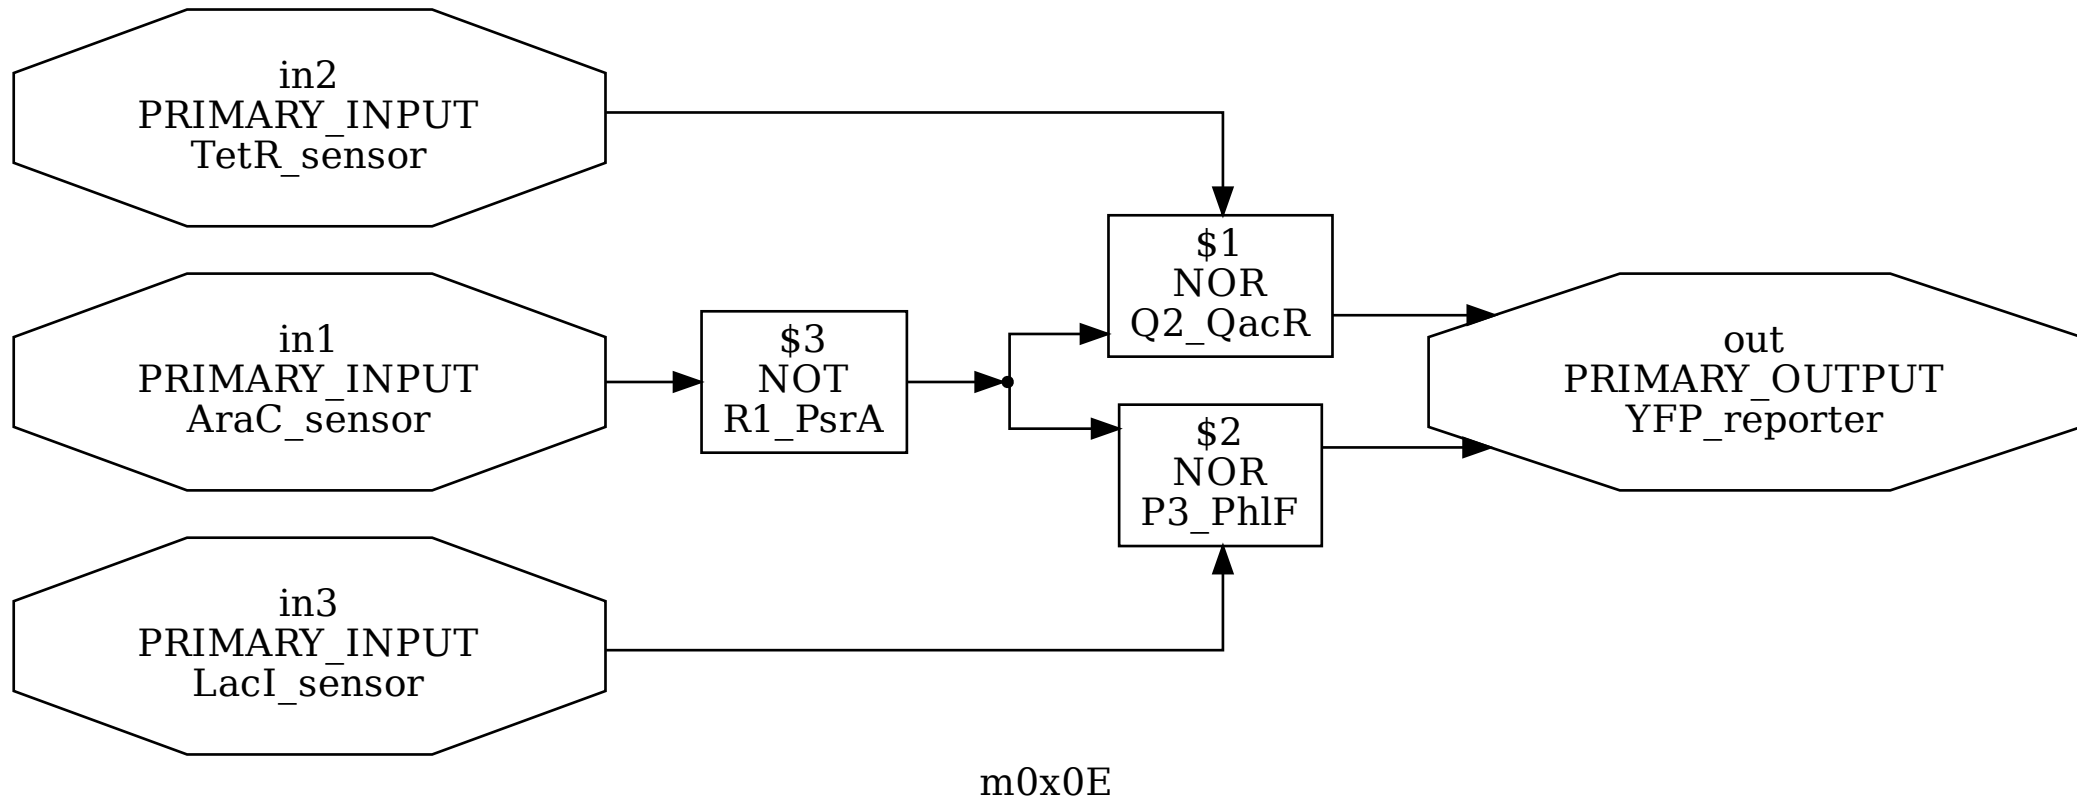 in2
PRIMARY_INPUT
TetR_sensor
in1
PRIMARY_INPUT
AraC_sensor
in3
PRIMARY_INPUT
LacI_sensor
$3
NOT
R1_PsrA
$1
NOR
Q2_QacR
$2
NOR
P3_PhlF
out
PRIMARY_OUTPUT
YFP_reporter
m0x0E